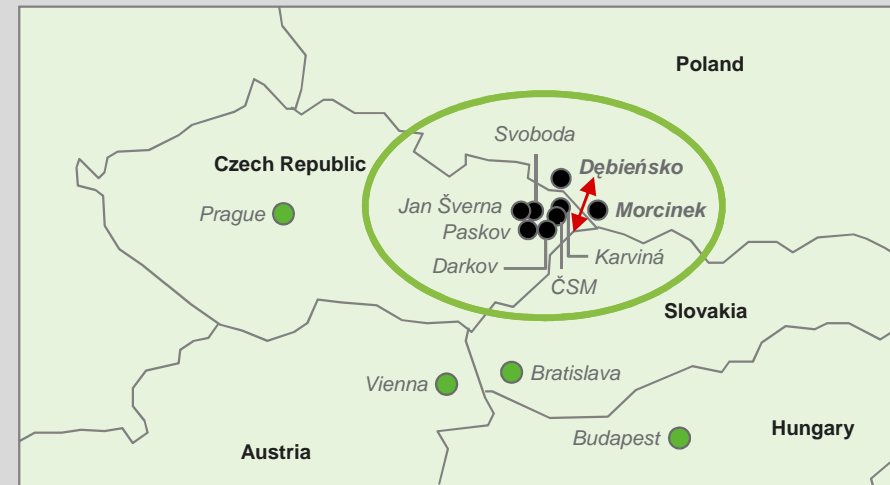 Poland
Svoboda
Czech Republic
Dębieńsko
Jan Šverna
Morcinek
Prague
Paskov
Karviná
Darkov
ČSM
Slovakia
Vienna
Bratislava
Hungary
Budapest
Austria